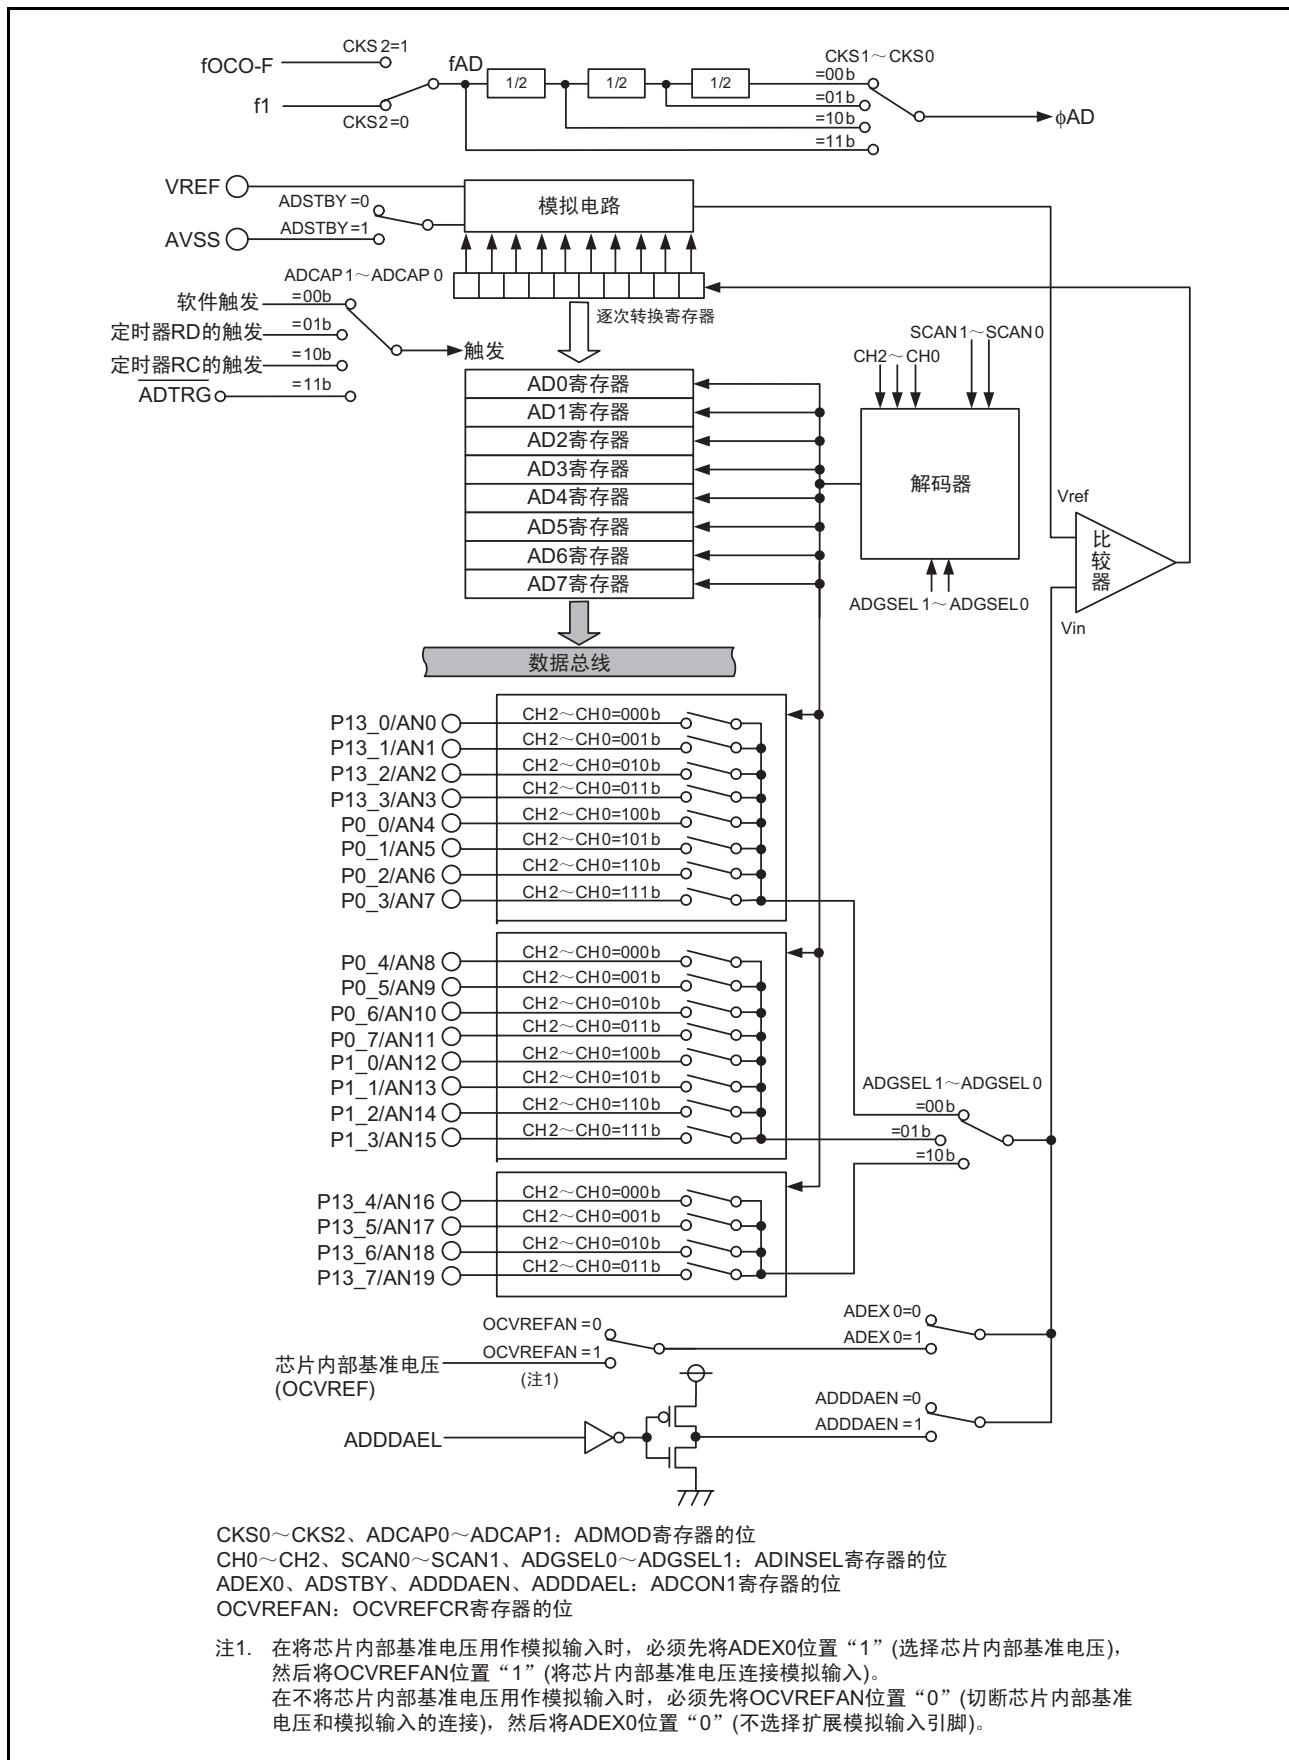 CKS2=1
fOCO-F
fAD
1/2
1/2
1/2
CKS1～CKS0
=00b
f1
CKS2=0
=01b
=10b
φAD
=11b
VREF
ADSTBY=0
模拟电路
AVSS
ADSTBY=1
ADCAP1～ADCAP0
软件触发
=00b
逐次转换寄存器
定时器RD的触发
=01b
触发
定时器RC的触发
=10b
ADTRG
=11b
SCAN1～SCAN0
CH2～CH0
AD0寄存器
AD1寄存器
AD2寄存器
AD3寄存器
AD4寄存器
AD5寄存器
AD6寄存器
AD7寄存器
解码器
Vref
比较器
ADGSEL1～ADGSEL0
Vin
数据总线
P13_0/AN0
CH2～CH0=000b
P13_1/AN1
CH2～CH0=001b
P13_2/AN2
CH2～CH0=010b
P13_3/AN3
CH2～CH0=011b
P0_0/AN4
CH2～CH0=100b
P0_1/AN5
CH2～CH0=101b
P0_2/AN6
CH2～CH0=110b
P0_3/AN7
CH2～CH0=111b
P0_4/AN8
CH2～CH0=000b
P0_5/AN9
CH2～CH0=001b
P0_6/AN10
CH2～CH0=010b
P0_7/AN11
CH2～CH0=011b
P1_0/AN12
CH2～CH0=100b
P1_1/AN13
CH2～CH0=101b
P1_2/AN14
CH2～CH0=110b
P1_3/AN15
CH2～CH0=111b
ADGSEL1～ADGSEL0
=00b
=01b
=10b
P13_4/AN16
CH2～CH0=000b
P13_5/AN17
CH2～CH0=001b
P13_6/AN18
CH2～CH0=010b
P13_7/AN19
CH2～CH0=011b
OCVREFAN=0
ADEX0=0
OCVREFAN=1
ADEX0=1
芯片内部基准电压
(OCVREF)
(注1)
ADDDAEN=0
ADDDAEN=1
ADDDAEL
CKS0～CKS2、ADCAP0～ADCAP1：ADMOD寄存器的位
CH0～CH2、SCAN0～SCAN1、ADGSEL0～ADGSEL1：ADINSEL寄存器的位
ADEX0、ADSTBY、ADDDAEN、ADDDAEL：ADCON1寄存器的位
OCVREFAN：OCVREFCR寄存器的位
注1. 在将芯片内部基准电压用作模拟输入时，必须先将ADEX0位置“1”(选择芯片内部基准电压)，
然后将OCVREFAN位置“1”(将芯片内部基准电压连接模拟输入)。
在不将芯片内部基准电压用作模拟输入时，必须先将OCVREFAN位置“0”(切断芯片内部基准
电压和模拟输入的连接)，然后将ADEX0位置“0”(不选择扩展模拟输入引脚)。